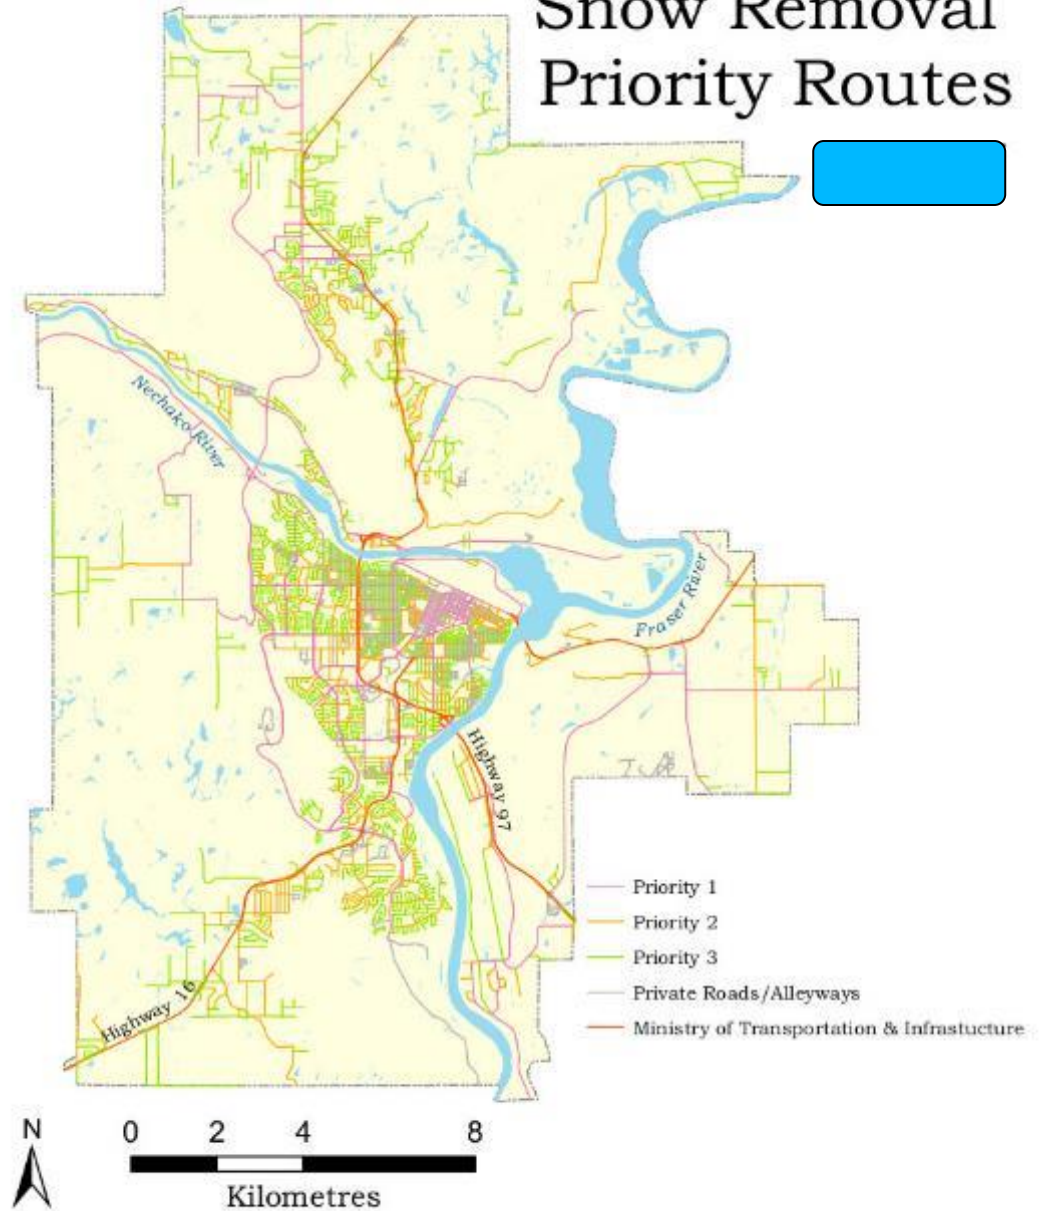 Snow Removal
Priority Routes
Nechako River
Fraser River
Highway 97
Priority 1
Priority 2
Priority 3
Private Roads/Alleyways
Ministry of Transportation & Infrastucture
Highway 16
N
0 2 4 8
Kilometres